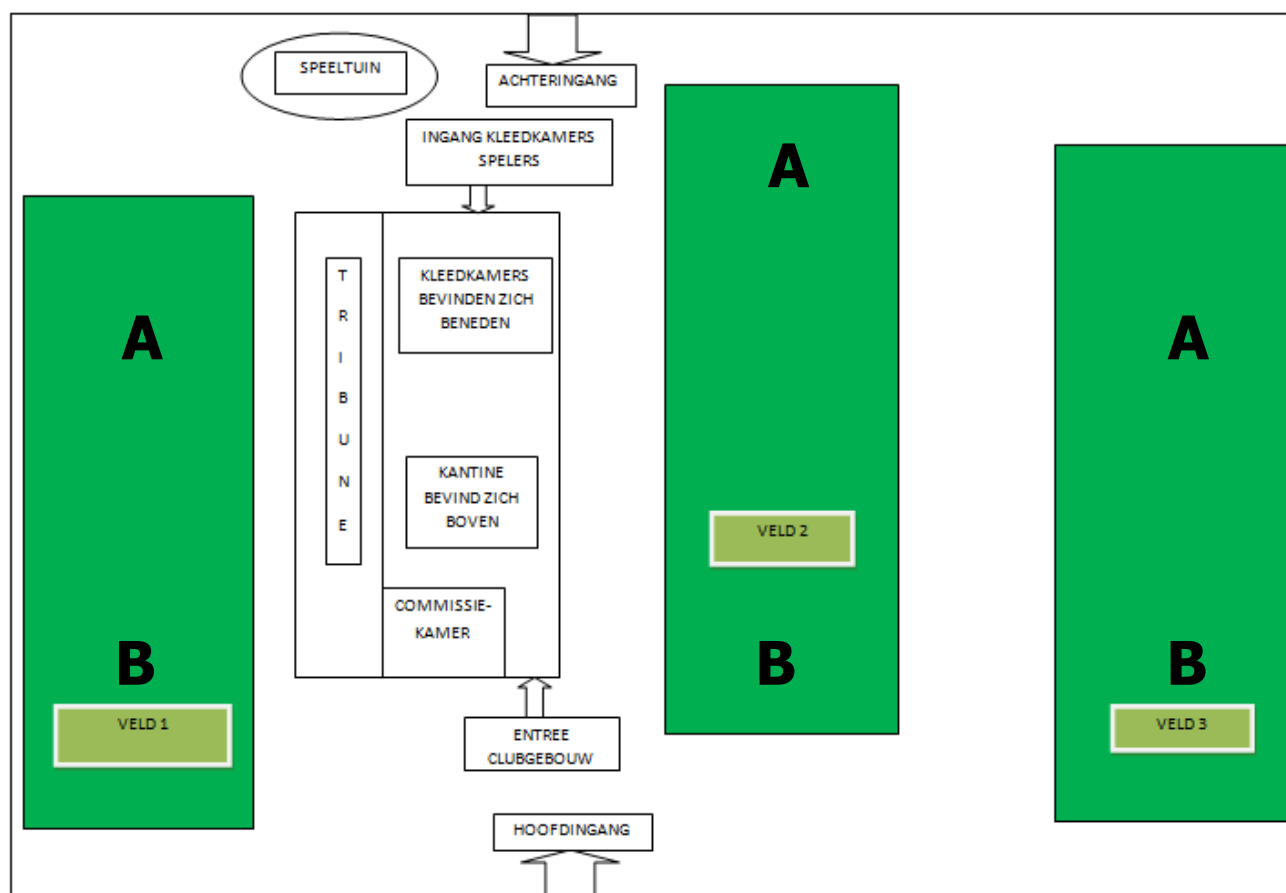 SPEELTUIN
ACHTERINGANG
INGANG KLEEDKAMERS
SPELERS
A
A
A
TRIBUNE
KLEEDKAMERS
BEVINDEN ZICH
BENEDEN
KANTINE
BEVIND ZICH
BOVEN
VELD 2
COMMISSIE-
KAMER
B
B
B
VELD 1
VELD 3
ENTREE
CLUBGEBOUW
HOOFDINGANG